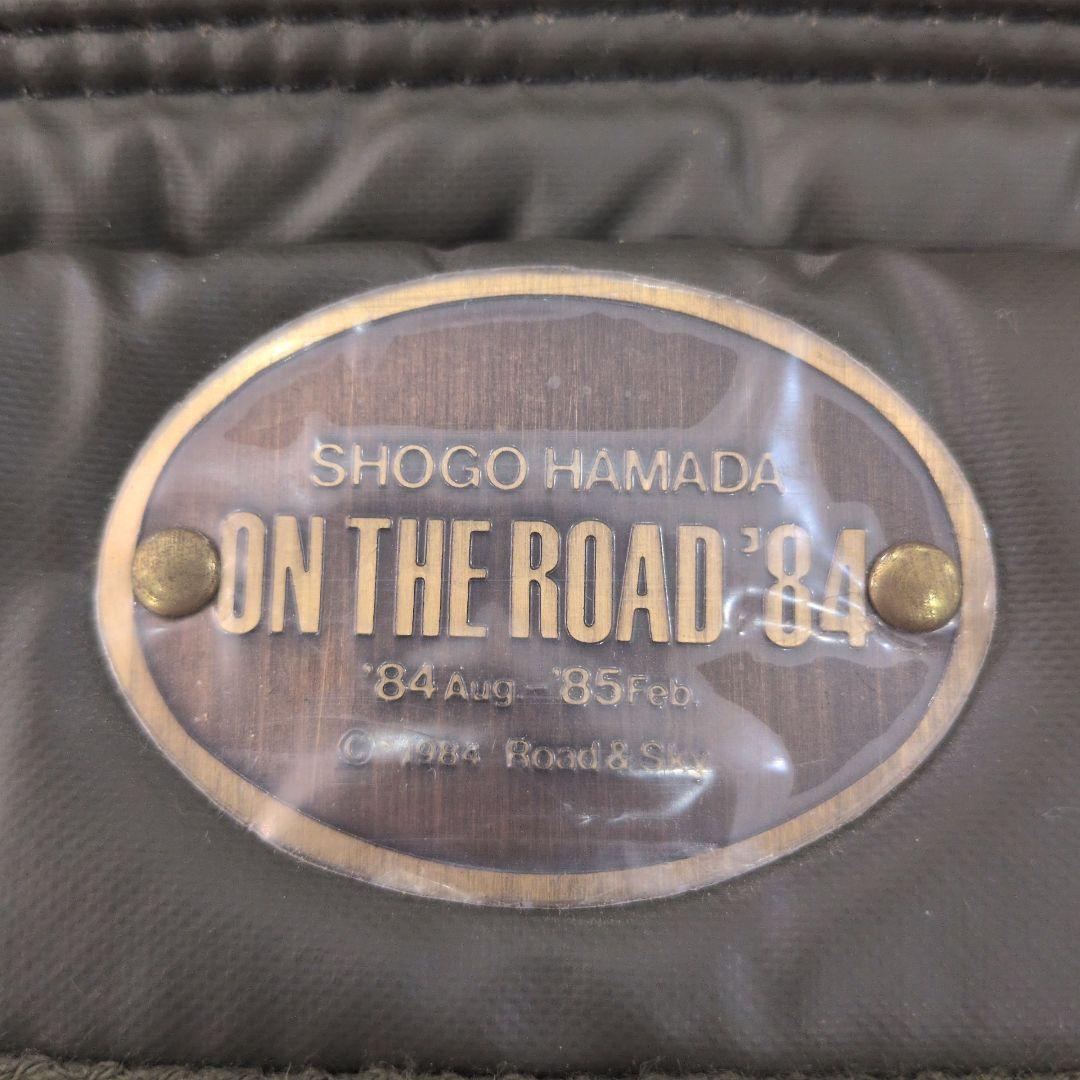 SHOGO HAMADA
ON THE ROAD '84
'84 Aug. - '85 Feb.
© 1984 Road & Sky